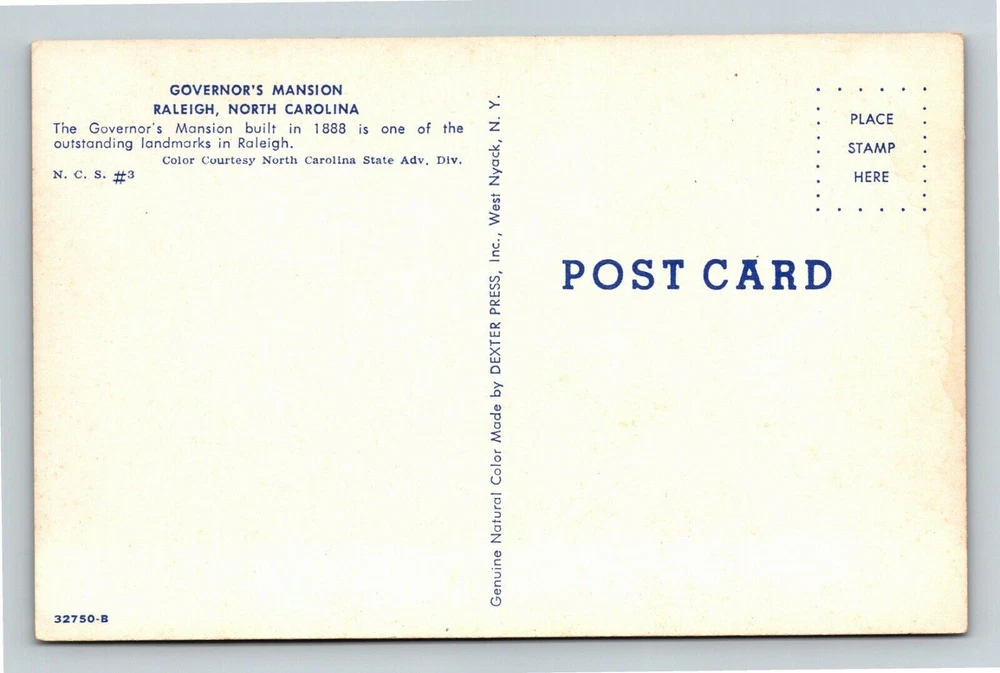 GOVERNOR'S MANSION
RALEIGH, NORTH CAROLINA
The Governor's Mansion built in 1888 is one of the
outstanding landmarks in Raleigh.
Color Courtesy North Carolina State Adv. Div.
N. C. S. #3
32750-B
Genuine Natural Color Made by DEXTER PRESS, Inc., West Nyack, N. Y.
PLACE
STAMP
HERE
POST CARD